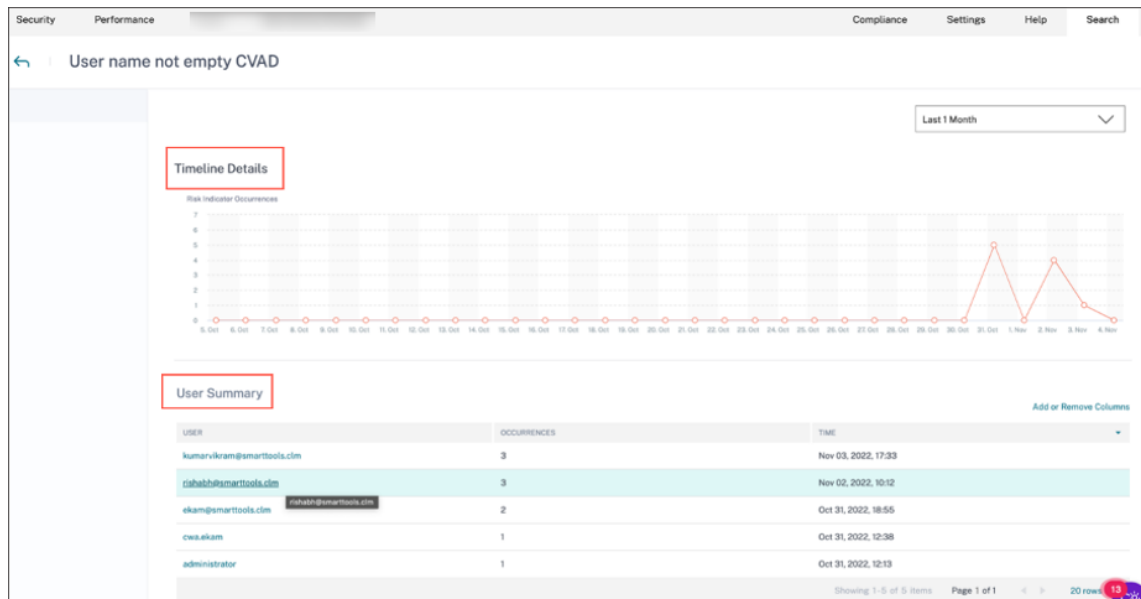 Security Performance Compliance Settings Help Search
User name not empty CVAD
Last 1 Month
Timeline Details
Risk Indicator Occurrences
7
6
5
4
3
2
1
0
5. Oct 6. Oct 7. Oct 8. Oct 9. Oct 10. Oct 11. Oct 12. Oct 13. Oct 14. Oct 15. Oct 16. Oct 17. Oct 18. Oct 19. Oct 20. Oct 21. Oct 22. Oct 23. Oct 24. Oct 25. Oct 26. Oct 27. Oct 28. Oct 29. Oct 30. Oct 31. Oct 1. Nov 2. Nov 3. Nov 4. Nov
User Summary
Add or Remove Columns
USER OCCURRENCES TIME
kumarvikram@smarttools.clm 3 Nov 03, 2022, 17:33
rishabh@smarttools.clm 3 Nov 02, 2022, 10:12
rishabh@smarttools.clm
ekam@smarttools.clm 2 Oct 31, 2022, 18:55
cwa.ekam 1 Oct 31, 2022, 12:38
administrator 1 Oct 31, 2022, 12:13
Showing 1-5 of 5 items Page 1 of 1 < > 20 rows 13